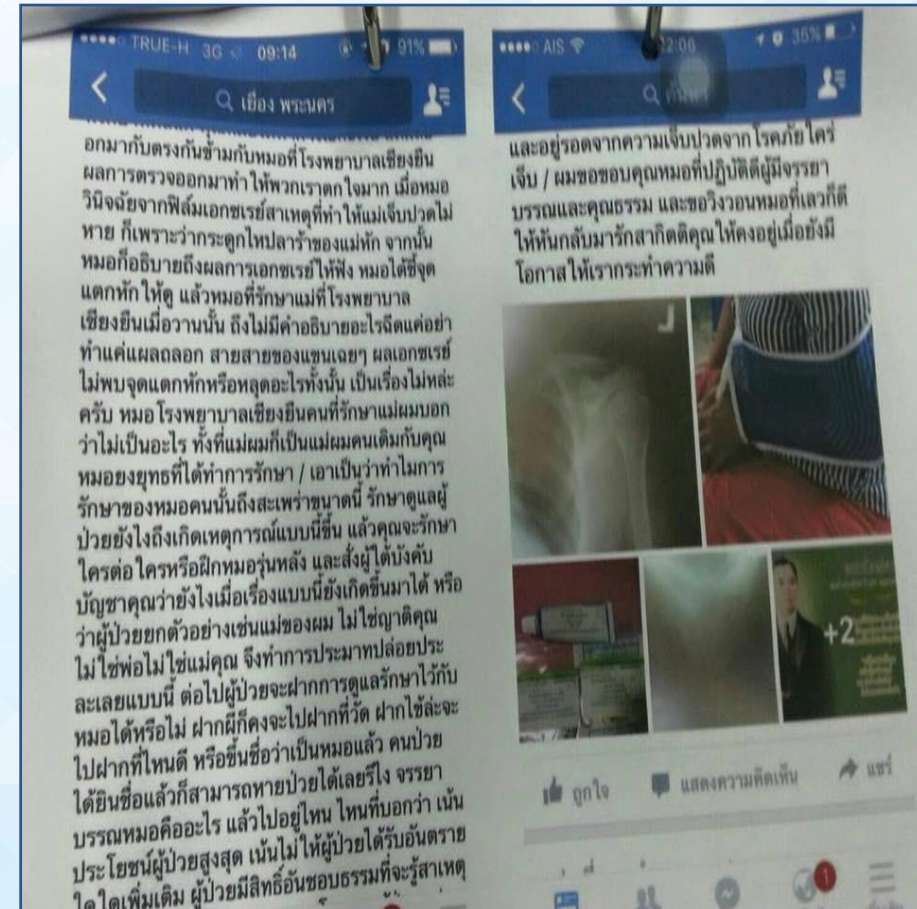 TRUE-H 3G 09:14 91%
เยือง พระนคร
อกมากับตรงกันข้ามกับหมอที่โรงพยาบาลเชียงยืน
ผลการตรวจออกมาทำให้พวกเราตกใจมาก เมื่อหมอ
วินิจฉัยจากฟิล์มเอกซเรย์สาเหตุที่ทำให้แม่เจ็บปวดไม่
หาย ก็เพราะว่ากระดูกไหปลาร้าของแม่หัก จากนั้น
หมอก็อธิบายถึงผลการเอกซเรย์ให้ฟัง หมอได้ชี้จุด
แตกหักให้ดู แล้วหมอที่รักษาแม่ที่โรงพยาบาล
เชียงยืนเมื่อวานนั้น ถึงไม่มีคำอธิบายอะไรฉีดแค่อย่า
ทำแค่แผลถลอก สายสายของแขนเฉยๆ ผลเอกซเรย์
ไม่พบจุดแตกหักหรือหลุดอะไรทั้งนั้น เป็นเรื่องไม่หล่ะ
ครับ หมอโรงพยาบาลเชียงยืนคนที่รักษาแม่ผมบอก
ว่าไม่เป็นอะไร ทั้งที่แม่ผมก็เป็นแม่ผมคนเดิมกับคุณ
หมอยงยุทธที่ได้ทำการรักษา / เอาเป็นว่าทำไมการ
รักษาของหมอคนนั้นถึงสะเพร่าขนาดนี้ รักษาดูแลผู้
ป่วยยังไงถึงเกิดเหตุการณ์แบบนี้ขึ้น แล้วคุณจะรักษา
ใครต่อใครหรือฝึกหมอรุ่นหลัง และสั่งผู้ใต้บังคับ
บัญชาคุณว่ายังไงเมื่อเรื่องแบบนี้ยังเกิดขึ้นมาได้ หรือ
ว่าผู้ป่วยยกตัวอย่างเช่นแม่ของผม ไม่ใช่ญาติคุณ
ไม่ใช่พ่อไม่ใช่แม่คุณ จึงทำการประมาทปล่อยประ
ละเลยแบบนี้ ต่อไปผู้ป่วยจะฝากการดูแลรักษาไว้กับ
หมอได้หรือไม่ ฝากผีก็คงจะไปฝากที่วัด ฝากไข้ล่ะจะ
ไปฝากที่ไหนดี หรือขึ้นชื่อว่าเป็นหมอแล้ว คนป่วย
ได้ยินชื่อแล้วก็สามารถหายป่วยได้เลยรึไง จรรยา
บรรณหมอคืออะไร แล้วไปอยู่ไหน ไหนที่บอกว่า เน้น
ประโยชน์ผู้ป่วยสูงสุด เน้นไม่ให้ผู้ป่วยได้รับอันตราย
ใดใดเพิ่มเติม ผู้ป่วยมีสิทธิ์อันชอบธรรมที่จะรู้สาเหตุ
AIS 22:06 35%
ค้นหา
และอยู่รอดจากความเจ็บปวดจากโรคภัยใคร่
เจ็บ / ผมขอขอบคุณหมอที่ปฏิบัติดีผู้มีจรรยา
บรรณและคุณธรรม และขอวิงวอนหมอที่เลวก็ดี
ให้หันกลับมารักสากิตติคุณให้คงอยู่เมื่อยังมี
โอกาสให้เรากระทำความดี
+2
ถูกใจ แสดงความคิดเห็น แชร์
1